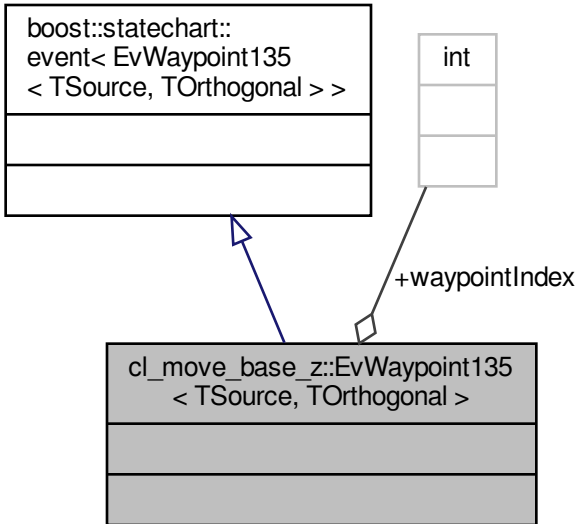 boost::statechart::
event< EvWaypoint135
< TSource, TOrthogonal > >
int
+waypointIndex
cl_move_base_z::EvWaypoint135
< TSource, TOrthogonal >